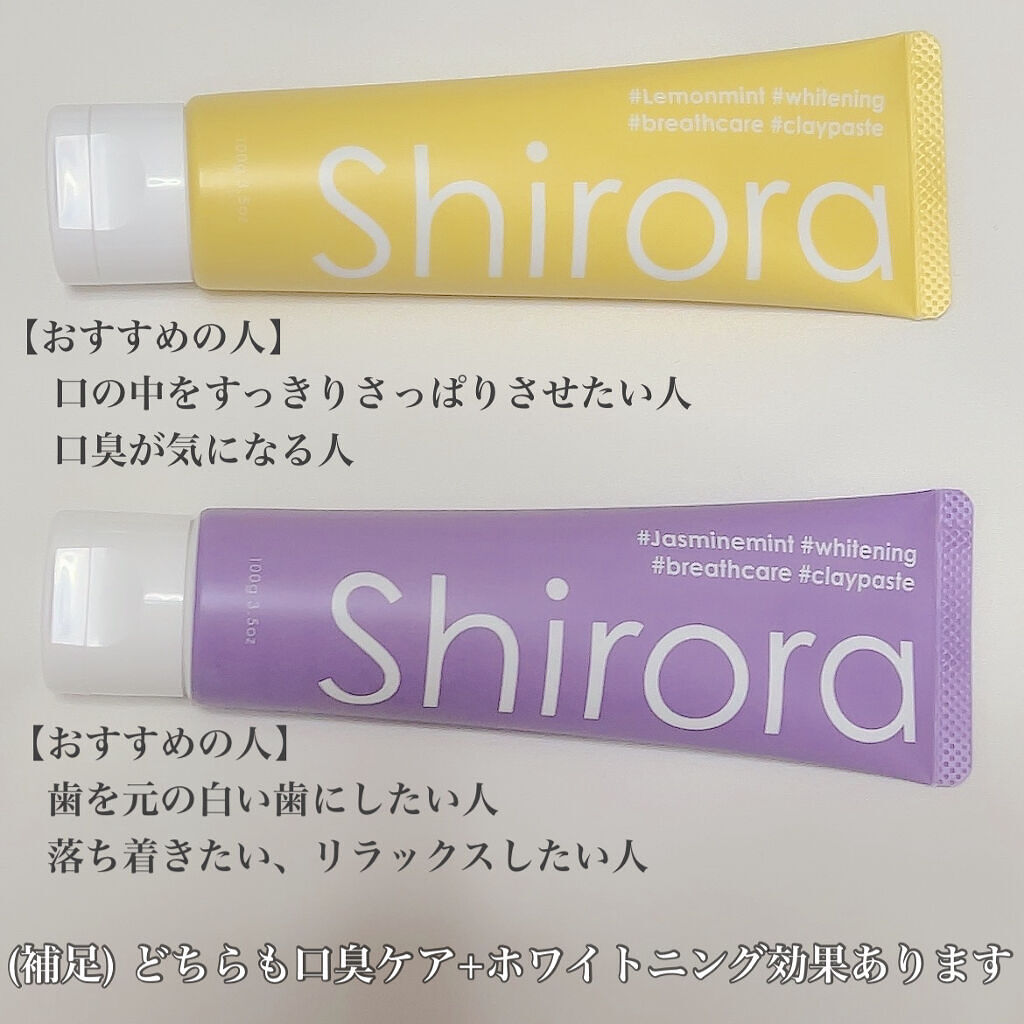 #Lemonmint #whitening
#breathcare #claypaste
Shirora
100g 3.5oz
【おすすめの人】
口の中をすっきりさっぱりさせたい人
口臭が気になる人
#Jasminemint #whitening
#breathcare #claypaste
Shirora
100g 3.5oz
【おすすめの人】
歯を元の白い歯にしたい人
落ち着きたい、リラックスしたい人
(補足) どちらも口臭ケア+ホワイトニング効果あります